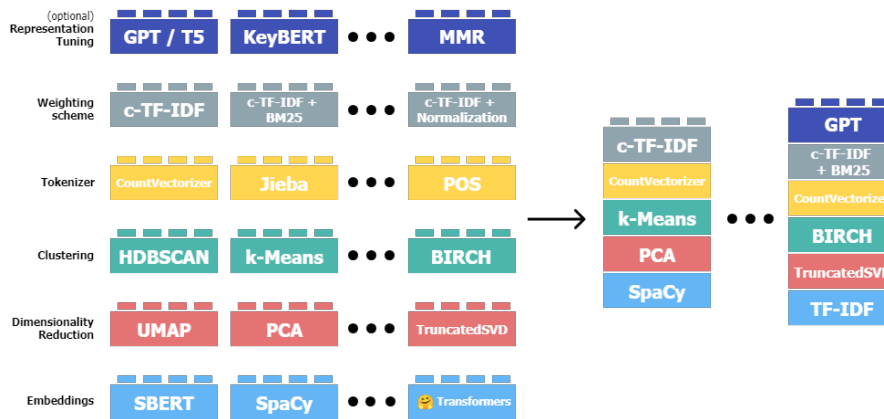 (optional)
Representation
Tuning
GPT / T5
KeyBERT
MMR
Weighting
scheme
c-TF-IDF
c-TF-IDF +
BM25
c-TF-IDF +
Normalization
Tokenizer
CountVectorizer
Jieba
POS
Clustering
HDBSCAN
k-Means
BIRCH
Dimensionality
Reduction
UMAP
PCA
TruncatedSVD
Embeddings
SBERT
SpaCy
🤗 Transformers
c-TF-IDF
CountVectorizer
k-Means
PCA
SpaCy
GPT
c-TF-IDF
+ BM25
CountVectorizer
BIRCH
TruncatedSVD
TF-IDF